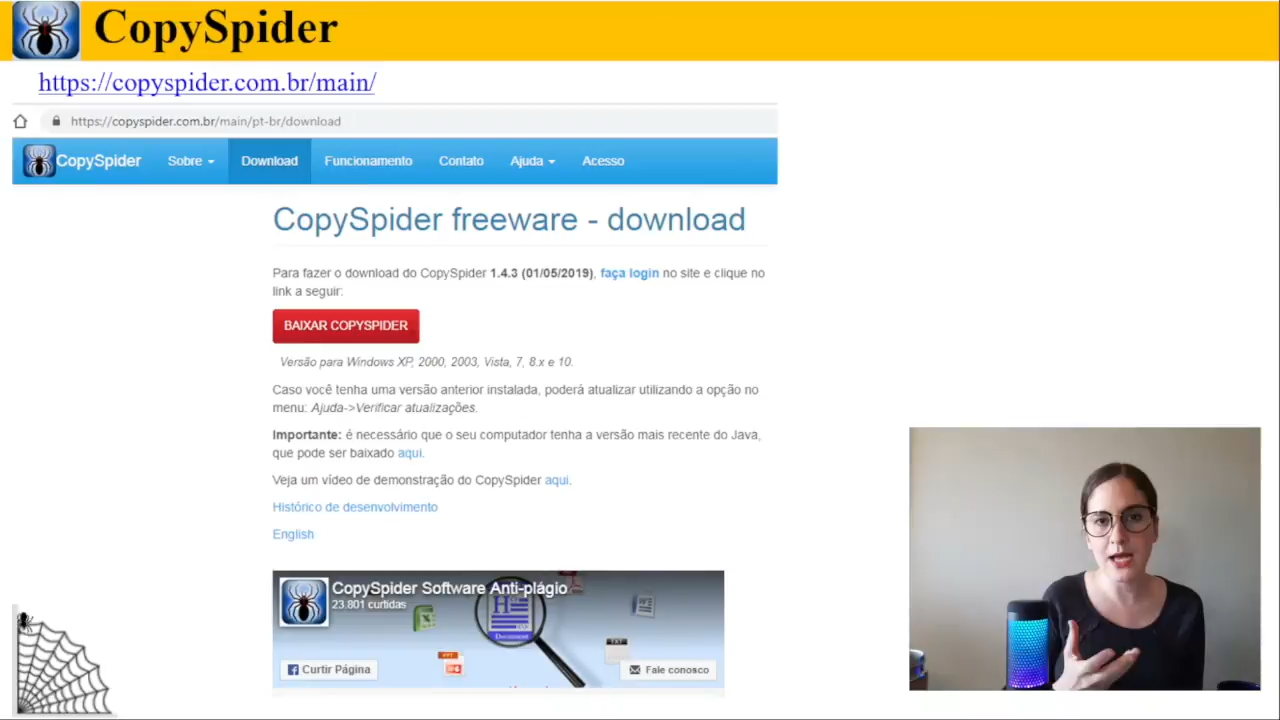 CopySpider
https://copyspider.com.br/main/
https://copyspider.com.br/main/pt-br/download
CopySpider Sobre Download Funcionamento Contato Ajuda Acesso
CopySpider freeware - download
Para fazer o download do CopySpider 1.4.3 (01/05/2019), faça login no site e clique no
link a seguir:
BAIXAR COPYSPIDER
Versão para Windows XP, 2000, 2003, Vista, 7, 8.x e 10.
Caso você tenha uma versão anterior instalada, poderá atualizar utilizando a opção no
menu: Ajuda->Verificar atualizações.
Importante: é necessário que o seu computador tenha a versão mais recente do Java,
que pode ser baixado aqui.
Veja um vídeo de demonstração do CopySpider aqui.
Histórico de desenvolvimento
English
CopySpider Software Anti-plágio
23.801 curtidas
Document
PPT
TXT
Curtir Página
Fale conosco